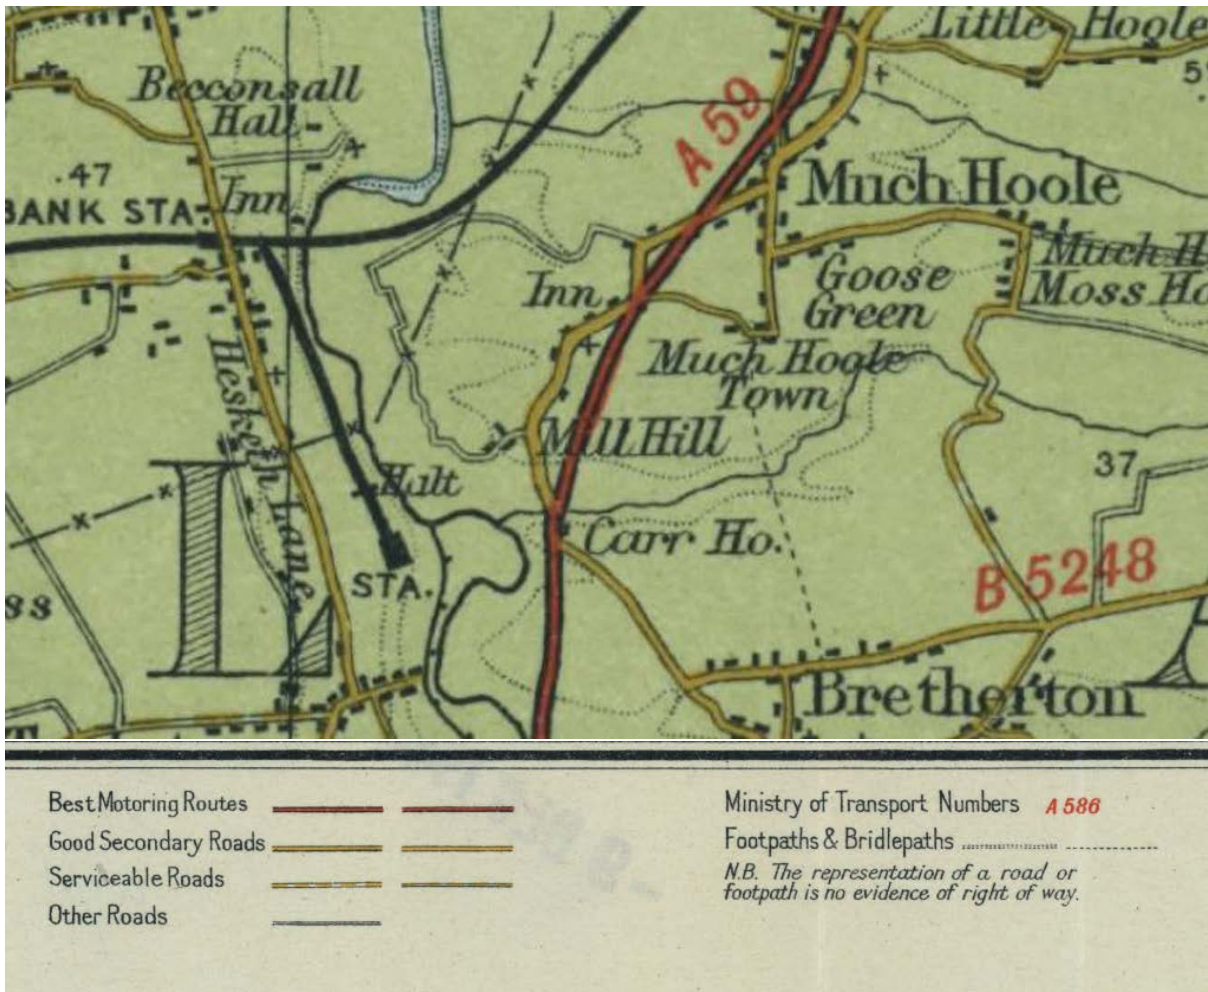 Little Hoole
Becconsall
Hall
A 59
.47
BANK STA.
Inn
Much Hoole
Inn
Goose
Green
Much H
Moss Ho
Much Hoole
Town
Hesketh Lane
Mill Hill
Halt
37
Carr Ho.
STA.
B 5248
ss
L
Bretherton
Best Motoring Routes
Good Secondary Roads
Serviceable Roads
Other Roads
Ministry of Transport Numbers A 586
Footpaths & Bridlepaths
N.B. The representation of a road or
footpath is no evidence of right of way.